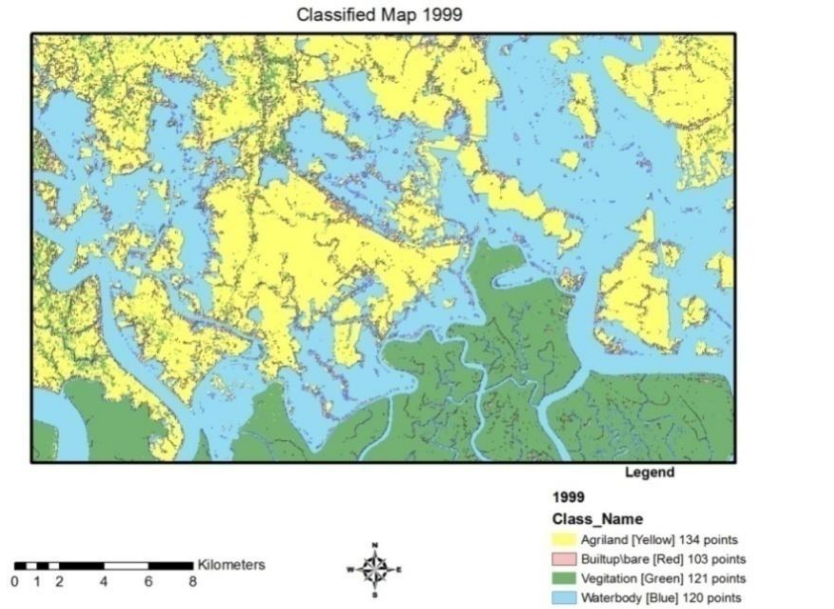 Classified Map 1999
Legend
1999
Class_Name
Agriland [Yellow] 134 points
Builtup\bare [Red] 103 points
Vegitation [Green] 121 points
Waterbody [Blue] 120 points
Kilometers
0 1 2 4 6 8
N
W E
S